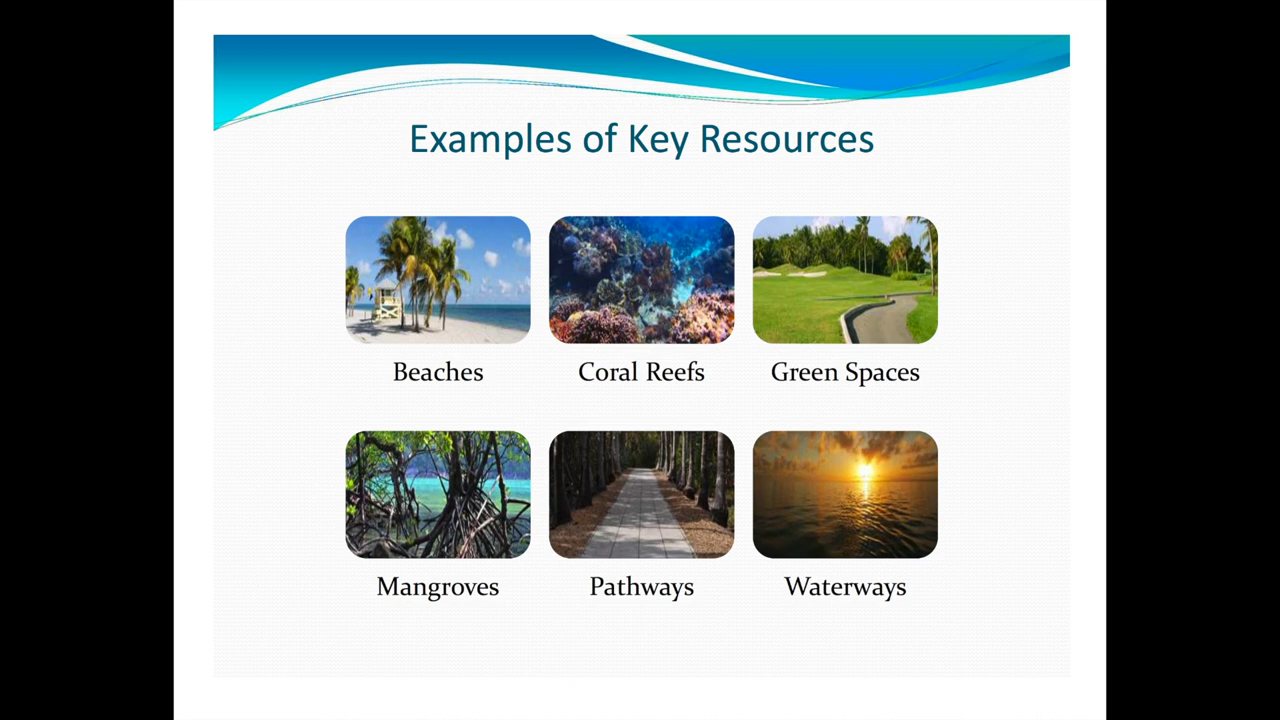 Examples of Key Resources
Beaches
Coral Reefs
Green Spaces
Mangroves
Pathways
Waterways